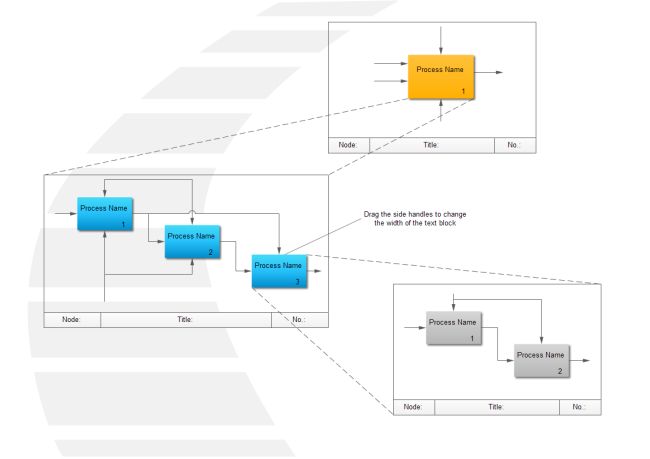 Process Name
1
Node:
Title:
No.:
Process Name
1
Process Name
2
Process Name
3
Drag the side handles to change
the width of the text block
Node:
Title:
No.:
Process Name
1
Process Name
2
Node:
Title:
No.: